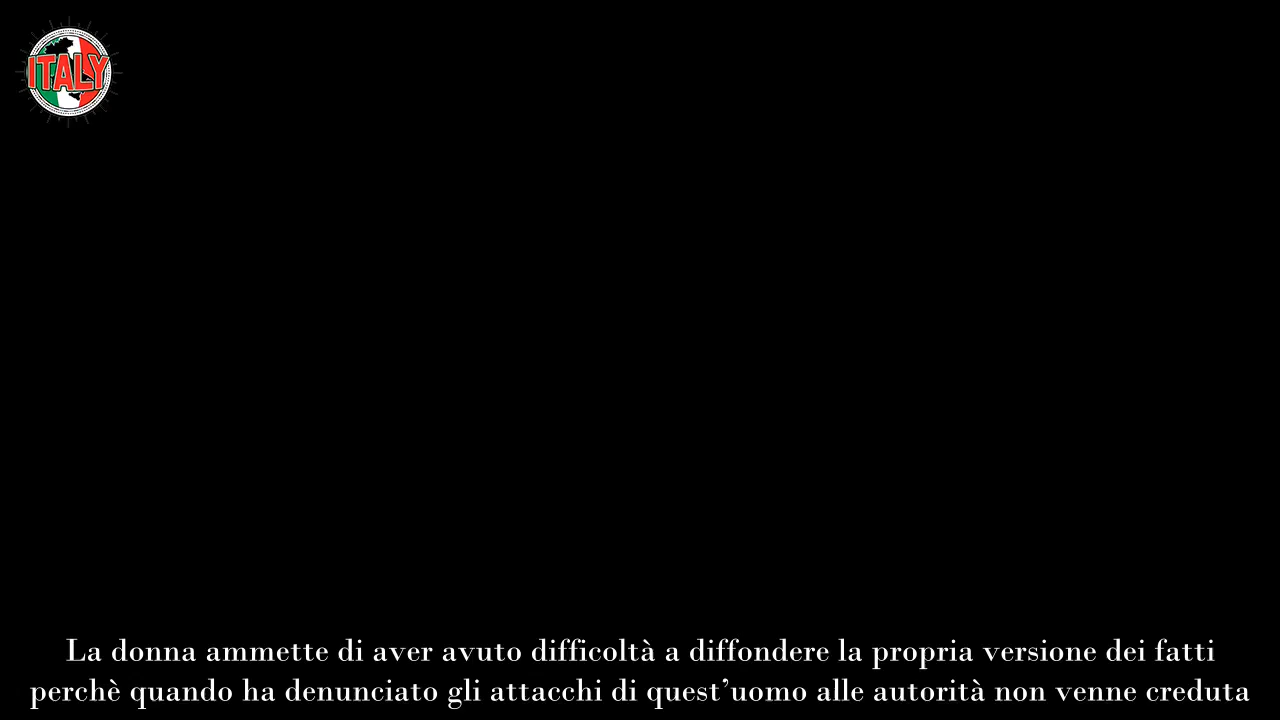 ITALY
La donna ammette di aver avuto difficoltà a diffondere la propria versione dei fatti
perchè quando ha denunciato gli attacchi di quest’uomo alle autorità non venne creduta